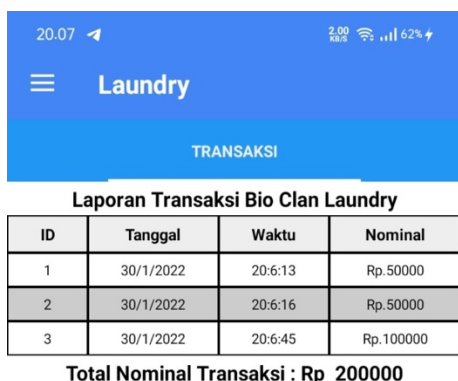 20.07 2.00 KB/S 62%
Laundry
TRANSAKSI
Laporan Transaksi Bio Clan Laundry
ID Tanggal Waktu Nominal
1 30/1/2022 20:6:13 Rp.50000
2 30/1/2022 20:6:16 Rp.50000
3 30/1/2022 20:6:45 Rp.100000
Total Nominal Transaksi : Rp 200000